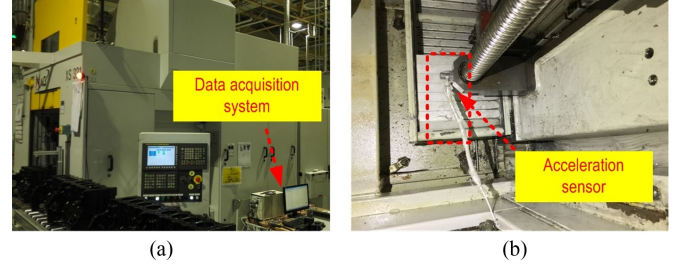 Data acquisition
system
Acceleration
sensor
(a)
(b)